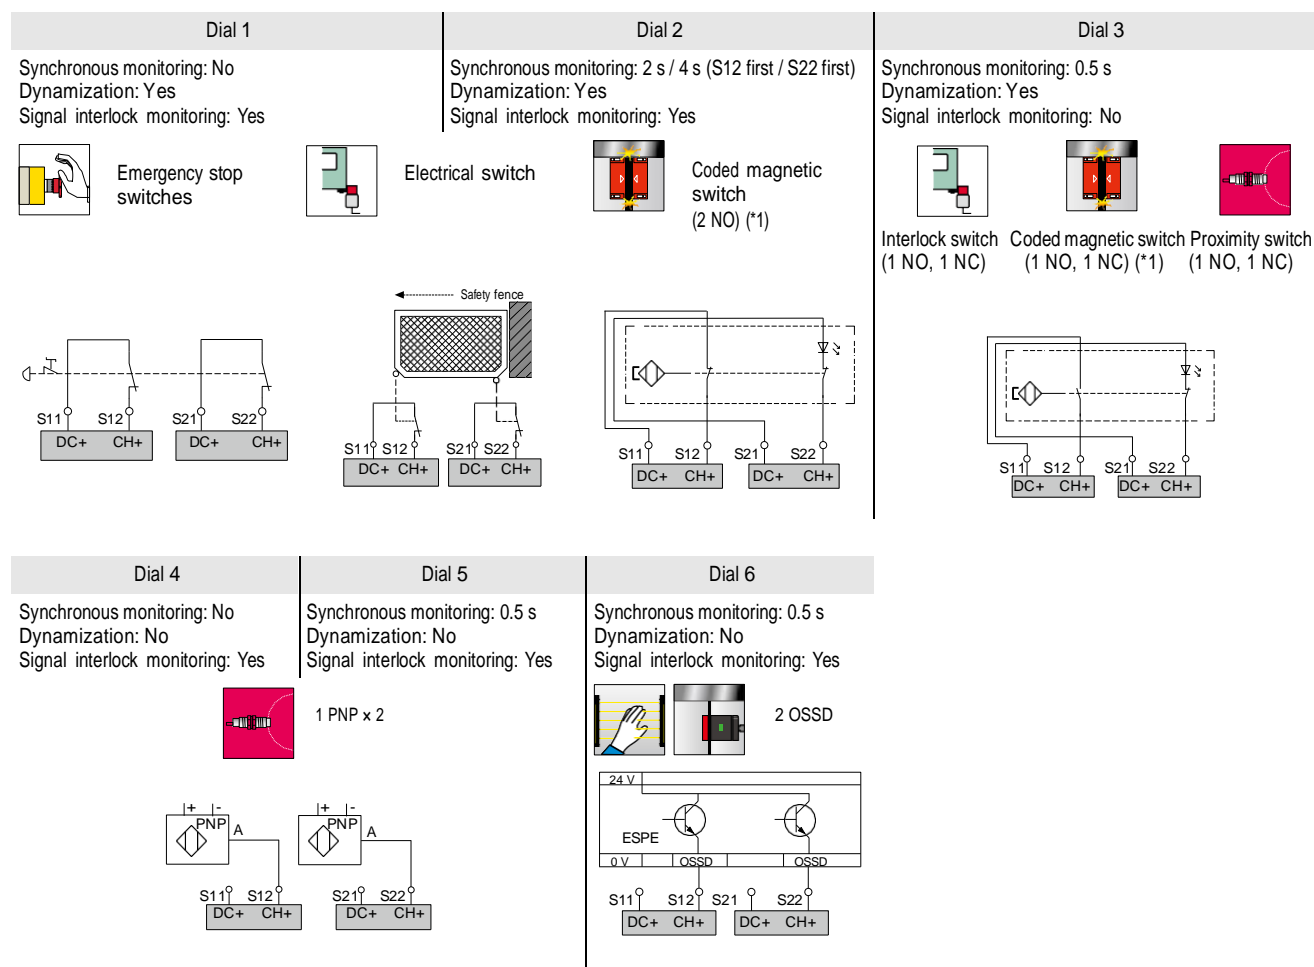 Dial 1
Dial 2
Dial 3
Synchronous monitoring: No
Dynamization: Yes
Signal interlock monitoring: Yes
Synchronous monitoring: 2 s / 4 s (S12 first / S22 first)
Dynamization: Yes
Signal interlock monitoring: Yes
Synchronous monitoring: 0.5 s
Dynamization: Yes
Signal interlock monitoring: No
Emergency stop
switches
Electrical switch
Coded magnetic
switch
(2 NO) (*1)
Interlock switch
(1 NO, 1 NC)
Coded magnetic switch
(1 NO, 1 NC) (*1)
Proximity switch
(1 NO, 1 NC)
Safety fence
S11 S12 S21 S22
DC+ CH+ DC+ CH+
S11 S12 S21 S22
DC+ CH+ DC+ CH+
S11 S12 S21 S22
DC+ CH+ DC+ CH+
S11 S12 S21 S22
DC+ CH+ DC+ CH+
Dial 4
Dial 5
Dial 6
Synchronous monitoring: No
Dynamization: No
Signal interlock monitoring: Yes
Synchronous monitoring: 0.5 s
Dynamization: No
Signal interlock monitoring: Yes
Synchronous monitoring: 0.5 s
Dynamization: No
Signal interlock monitoring: Yes
1 PNP x 2
2 OSSD
+ -
PNP A
+ -
PNP A
S11 S12 S21 S22
DC+ CH+ DC+ CH+
24 V
ESPE
0 V OSSD OSSD
S11 S12 S21 S22
DC+ CH+ DC+ CH+